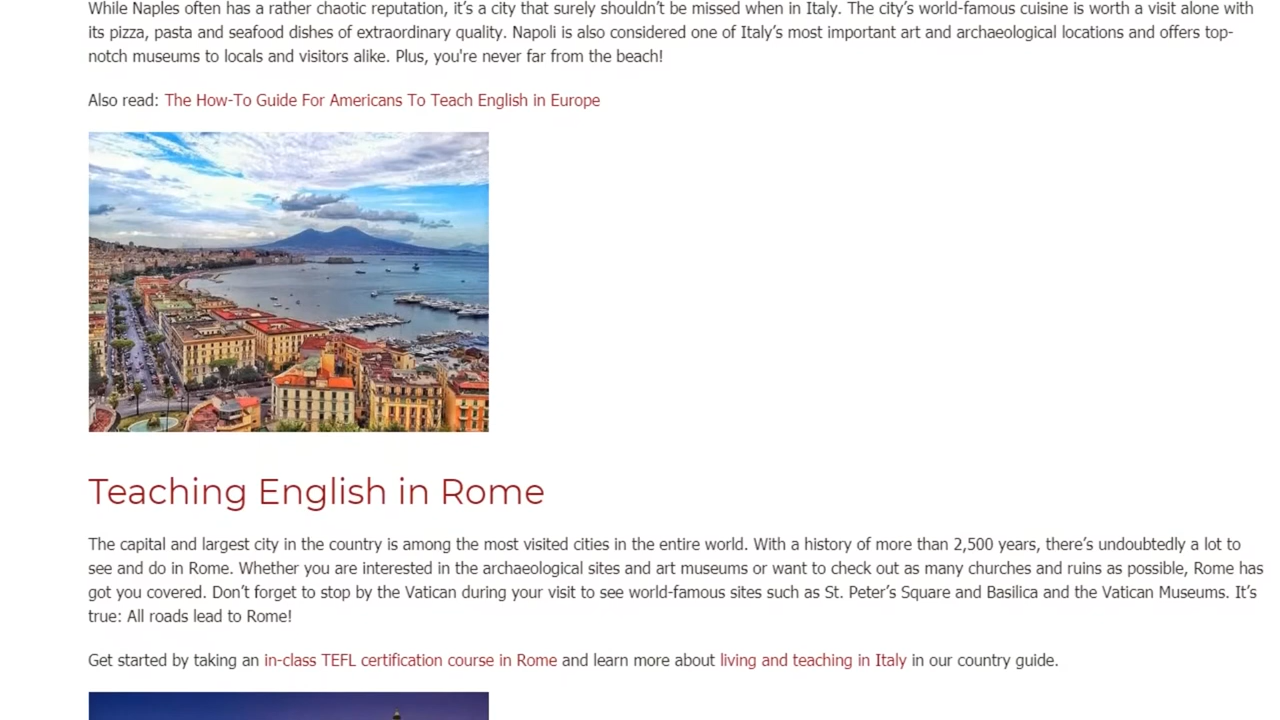 While Naples often has a rather chaotic reputation, it’s a city that surely shouldn’t be missed when in Italy. The city’s world-famous cuisine is worth a visit alone with
its pizza, pasta and seafood dishes of extraordinary quality. Napoli is also considered one of Italy’s most important art and archaeological locations and offers top-
notch museums to locals and visitors alike. Plus, you're never far from the beach!
Also read: The How-To Guide For Americans To Teach English in Europe
Teaching English in Rome
The capital and largest city in the country is among the most visited cities in the entire world. With a history of more than 2,500 years, there’s undoubtedly a lot to
see and do in Rome. Whether you are interested in the archaeological sites and art museums or want to check out as many churches and ruins as possible, Rome has
got you covered. Don’t forget to stop by the Vatican during your visit to see world-famous sites such as St. Peter’s Square and Basilica and the Vatican Museums. It’s
true: All roads lead to Rome!
Get started by taking an in-class TEFL certification course in Rome and learn more about living and teaching in Italy in our country guide.